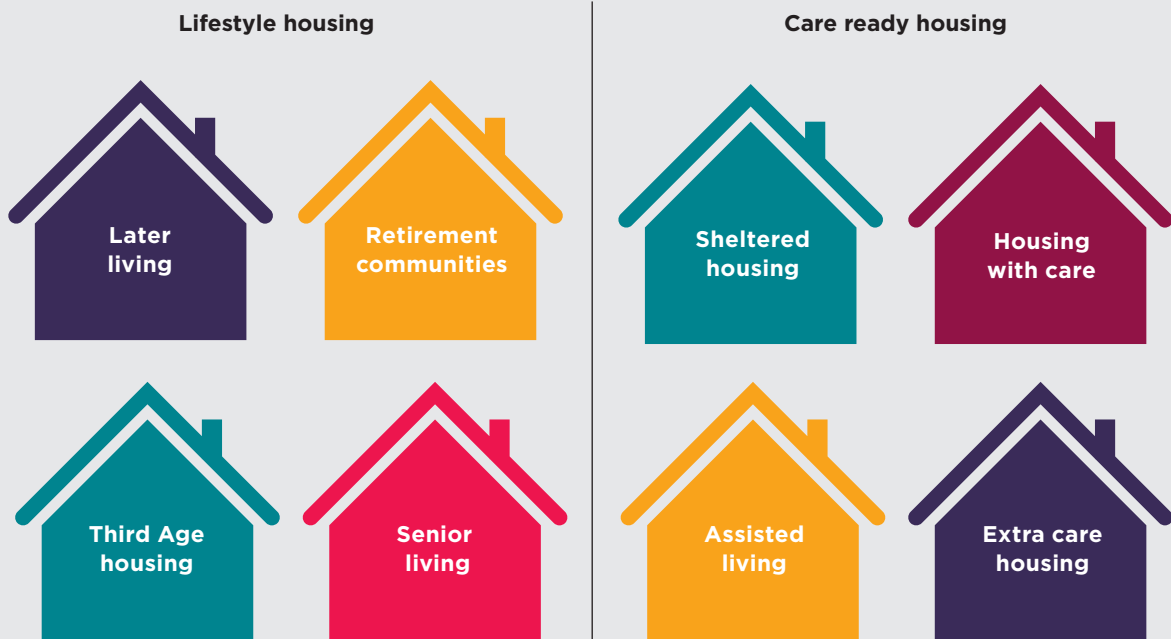 Lifestyle housing
Later
living
Retirement
communities
Third Age
housing
Senior
living
Care ready housing
Sheltered
housing
Housing
with care
Assisted
living
Extra care
housing